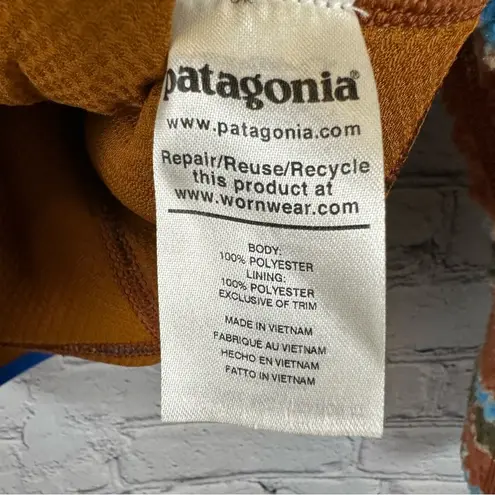 patagonia®
www.patagonia.com
Repair/Reuse/Recycle
this product at
www.wornwear.com
BODY:
100% POLYESTER
LINING:
100% POLYESTER
EXCLUSIVE OF TRIM
MADE IN VIETNAM
FABRIQUÉ AU VIETNAM
HECHO EN VIETNAM
FATTO IN VIETNAM